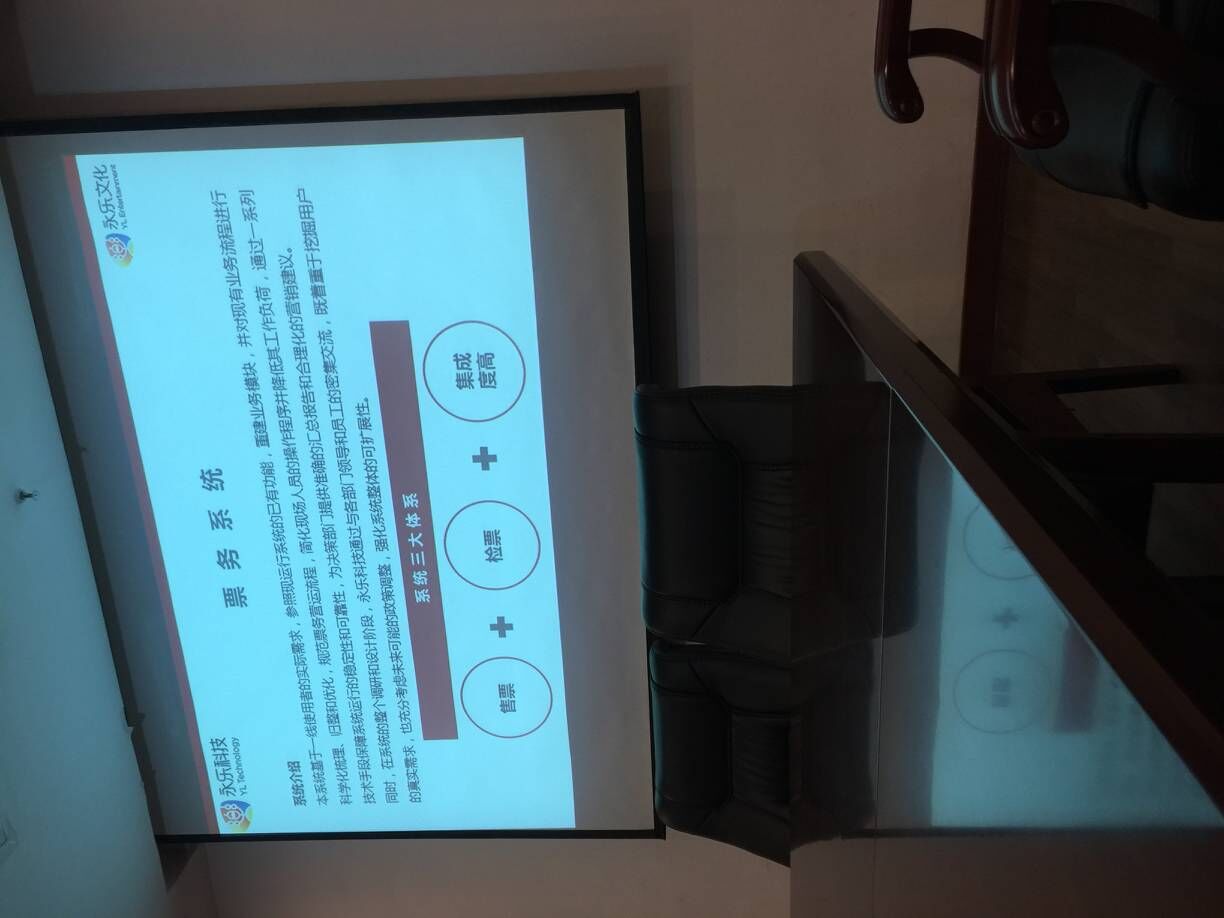 永乐文化
YL Entertainment
永乐科技
YL Technology
票务系统
系统介绍
本系统基于一线使用者的实际需求，参照现运行系统的已有功能，重建业务模块，并对现有业务流程进行
科学化梳理、归整和优化，规范票务营运流程，简化现场人员的操作程序并降低其工作负荷，通过一系列
技术手段保障系统运行的稳定性和可靠性，为决策部门提供准确的汇总报告和合理化的营销建议。
同时，在系统的整个调研和设计阶段，永乐科技通过与各部门领导和员工的密集交流，既着重于挖掘用户
的真实需求，也充分考虑未来可能的政策调整，强化系统整体的可扩展性。
系统三大体系
售票 + 检票 + 集成
度高